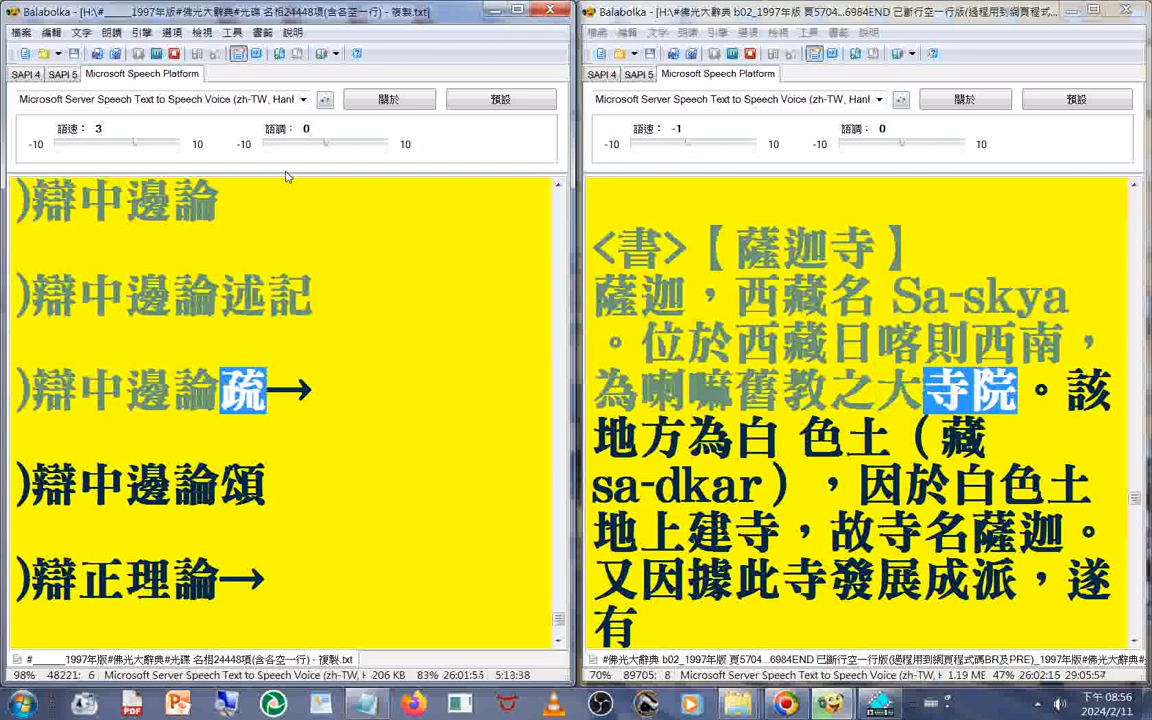 Balabolka - [H:\#_____1997年版#佛光大辭典#光碟 名相24448項(含各空一行) - 複製.txt]
檔案 編輯 文字 朗讀 引擎 選項 檢視 工具 書籤 說明
SAPI 4 SAPI 5 Microsoft Speech Platform
Microsoft Server Speech Text to Speech Voice (zh-TW, Han
關於 預設
語速： 3 語調： 0
-10 10 -10 10
)辯中邊論
)辯中邊論述記
)辯中邊論疏→
)辯中邊論頌
)辯正理論→
#______1997年版#佛光大辭典#光碟 名相24448項(含各空一行) - 複製.txt
98% 48221: 6 Microsoft Server Speech Text to Speech Voice (zh-TW, H 206 KB 83% 26:01:55 5:13:38
Balabolka - [H:\#佛光大辭典 b02_1997年版 頁5704...6984END 已斷行空一行版(過程用到網頁程式...
檔案 編輯 文字 朗讀 引擎 選項 檢視 工具 書籤 說明
SAPI 4 SAPI 5 Microsoft Speech Platform
Microsoft Server Speech Text to Speech Voice (zh-TW, Han
關於 預設
語速： -1 語調： 0
-10 10 -10 10
<書>【薩迦寺】
薩迦，西藏名 Sa-skya
。位於西藏日喀則西南，
為喇嘛舊教之大寺院。該
地方為白 色土（藏
sa-dkar），因於白色土
地上建寺，故寺名薩迦。
又因據此寺發展成派，遂
有
#佛光大辭典 b02_1997年版 頁5704...6984END 已斷行空一行版(過程用到網頁程式碼BR及PRE)_1997年版#
70% 89705: 8 Microsoft Server Speech Text to Speech Voice (zh-TW, 1.19 ME 47% 26:02:15 29:05:57
下午 08:56
2024/2/11